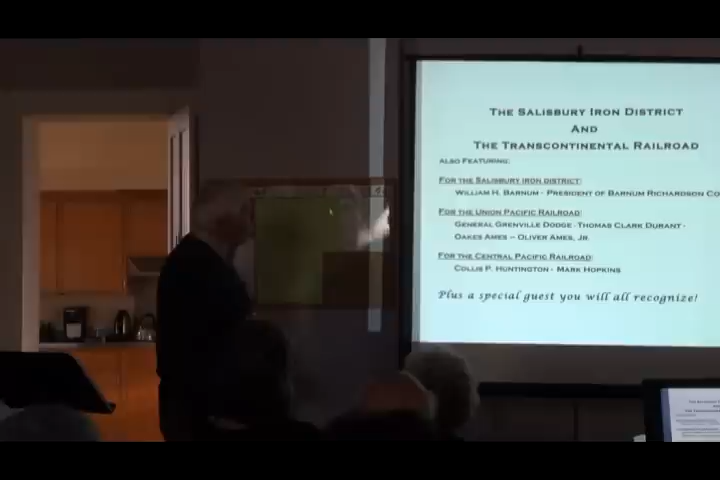 The Salisbury Iron District
and
The Transcontinental Railroad
Also Featuring:
For the Salisbury Iron District:
William H. Barnum - President of Barnum Richardson Co
For the Union Pacific Railroad:
General Grenville Dodge - Thomas Clark Durant -
Oakes Ames -- Oliver Ames, Jr.
For the Central Pacific Railroad:
Collis P. Huntington - Mark Hopkins
Plus a special guest you will all recognize!